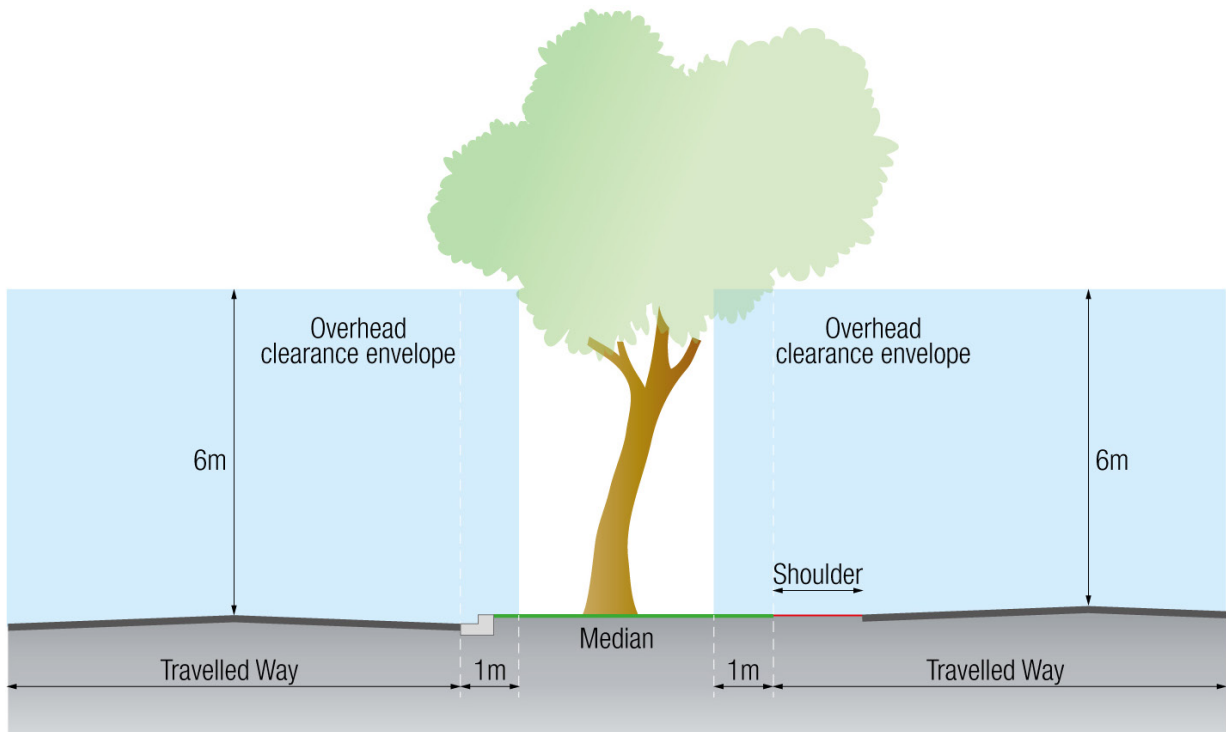 Overhead
clearance envelope
Overhead
clearance envelope
6m
6m
Shoulder
Median
Travelled Way
1m
1m
Travelled Way